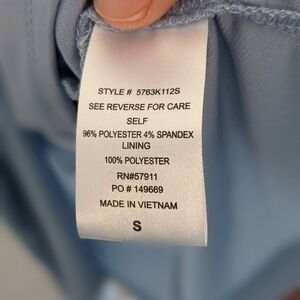 STYLE # 5763K112S
SEE REVERSE FOR CARE
SELF
96% POLYESTER 4% SPANDEX
LINING
100% POLYESTER
RN#57911
PO # 149669
MADE IN VIETNAM
S